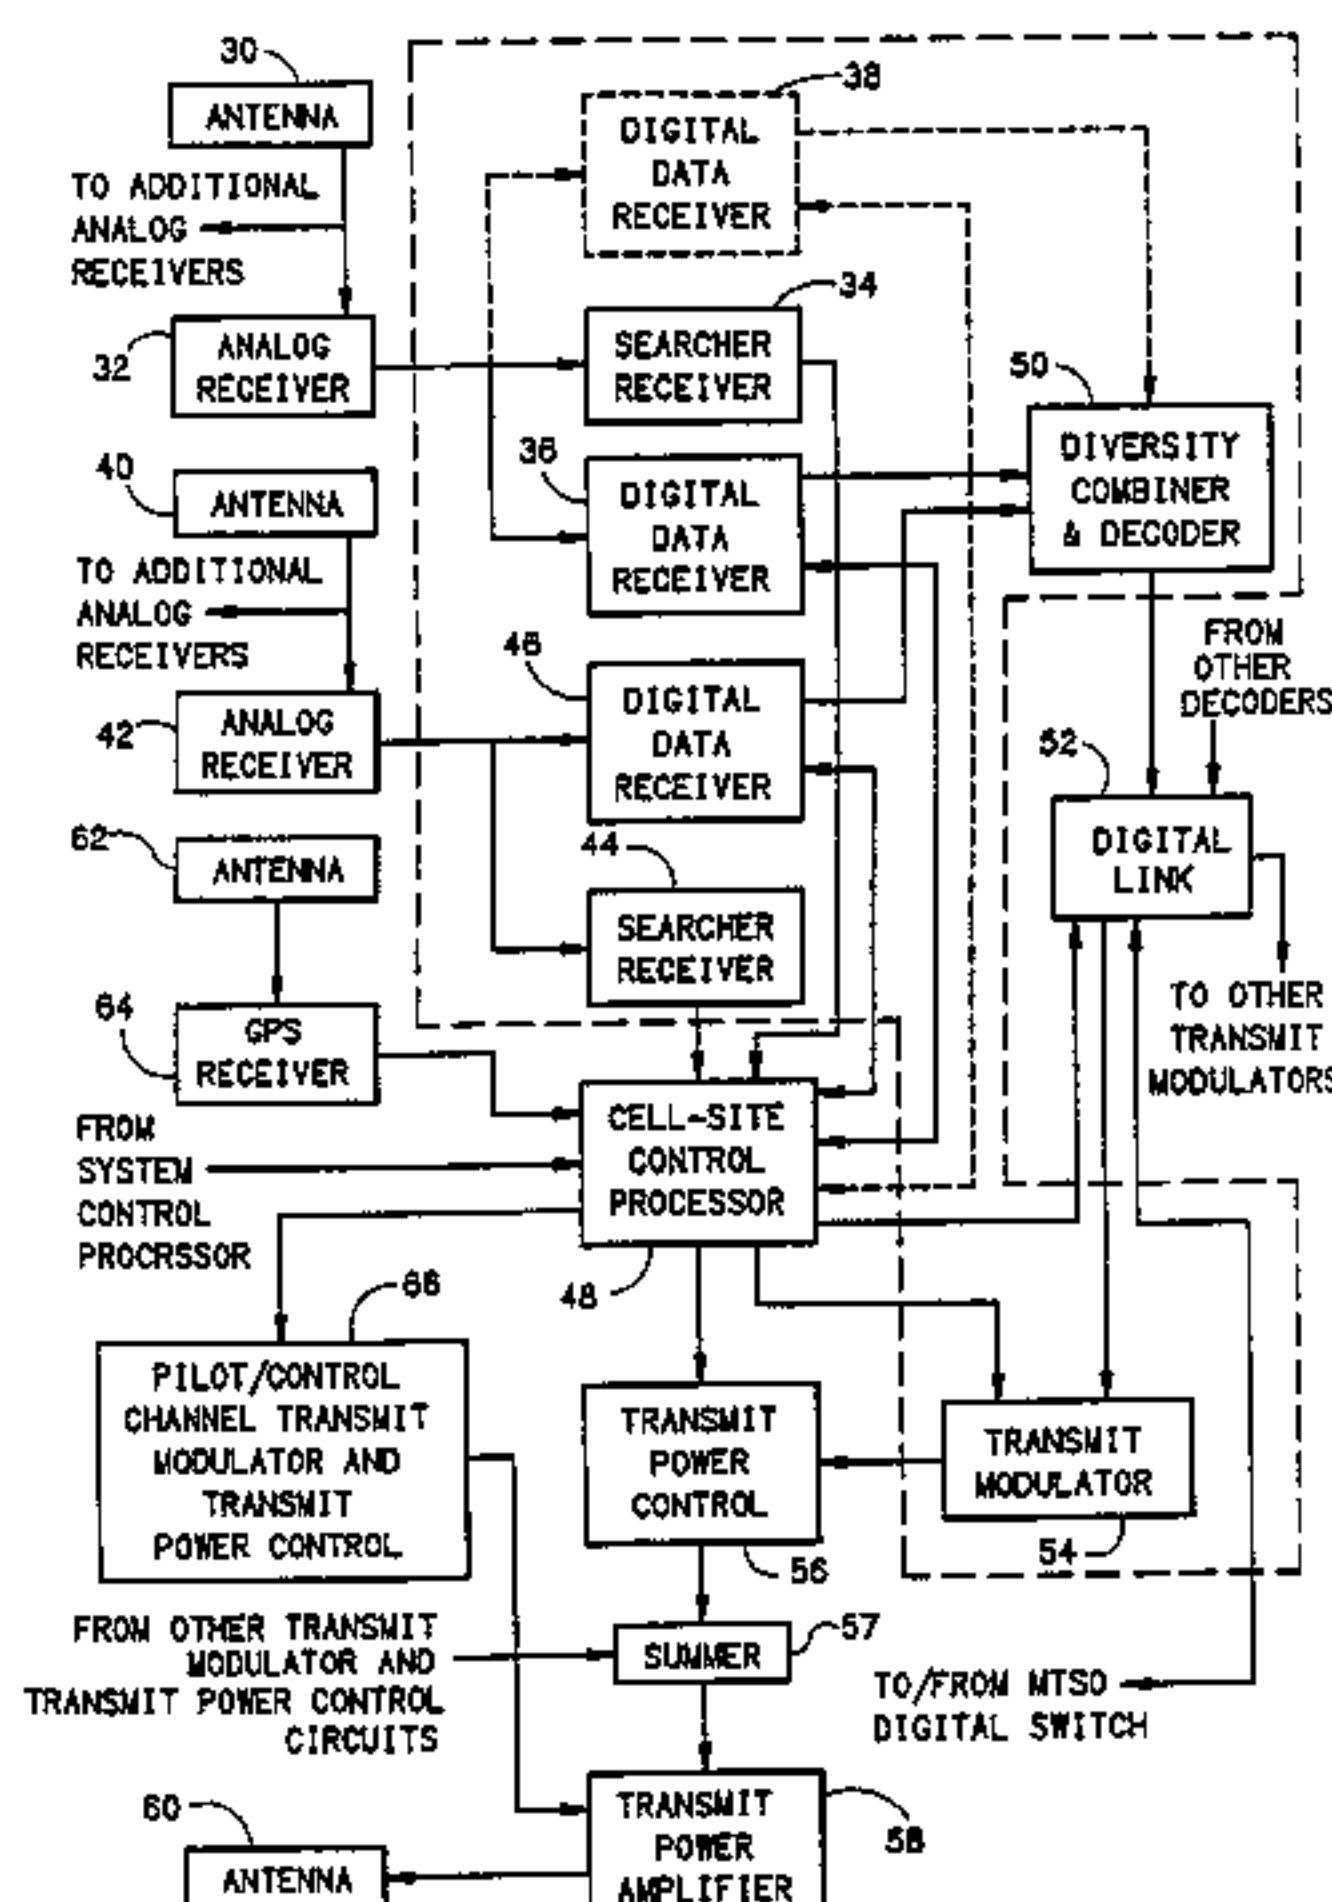 30
ANTENNA
TO ADDITIONAL
ANALOG
RECEIVERS
32
ANALOG
RECEIVER
40
ANTENNA
TO ADDITIONAL
ANALOG
RECEIVERS
42
ANALOG
RECEIVER
62
ANTENNA
64
GPS
RECEIVER
FROM
SYSTEM
CONTROL
PROCRSSOR
38
DIGITAL
DATA
RECEIVER
34
SEARCHER
RECEIVER
36
DIGITAL
DATA
RECEIVER
46
DIGITAL
DATA
RECEIVER
44
SEARCHER
RECEIVER
50
DIVERSITY
COMBINER
& DECODER
FROM
OTHER
DECODERS
52
DIGITAL
LINK
TO OTHER
TRANSMIT
MODULATORS
CELL-SITE
CONTROL
PROCESSOR
48
66
PILOT/CONTROL
CHANNEL TRANSMIT
MODULATOR AND
TRANSMIT
POWER CONTROL
TRANSMIT
POWER
CONTROL
56
TRANSMIT
MODULATOR
54
FROM OTHER TRANSMIT
MODULATOR AND
TRANSMIT POWER CONTROL
CIRCUITS
SUMMER
57
TO/FROM MTSO
DIGITAL SWITCH
60
ANTENNA
TRANSMIT
POWER
AMPLIFIER
58